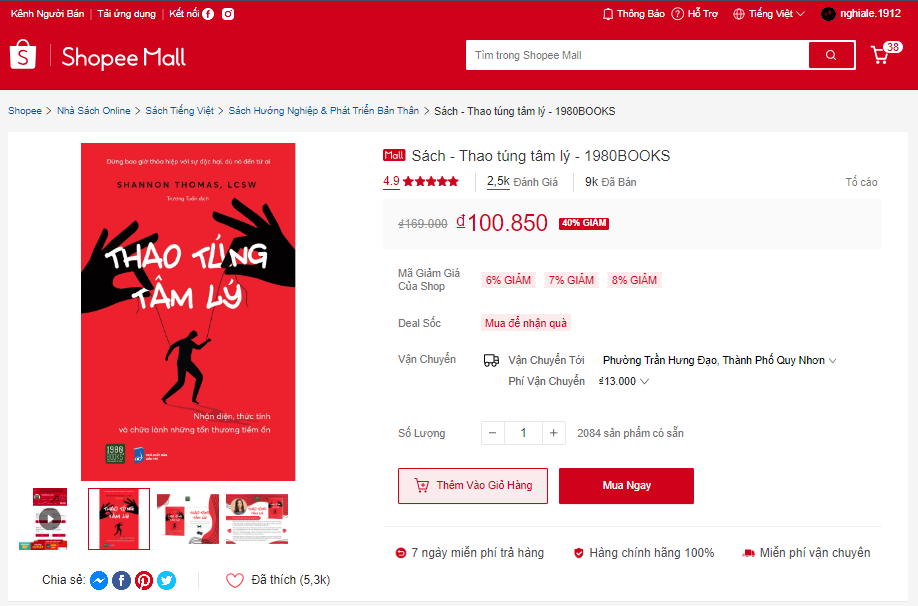 Kênh Người Bán | Tải ứng dụng | Kết nối
Thông Báo Hỗ Trợ Tiếng Việt nghiale.1912
Shopee Mall
Tìm trong Shopee Mall
38
Shopee > Nhà Sách Online > Sách Tiếng Việt > Sách Hướng Nghiệp & Phát Triển Bản Thân > Sách - Thao túng tâm lý - 1980BOOKS
Đừng bao giờ thỏa hiệp với sự độc hại, dù nó đến từ ai
SHANNON THOMAS, LCSW
Trương Tuấn dịch
THAO TÚNG
TÂM LÝ
Nhận diện, thức tỉnh
và chữa lành những tổn thương tiềm ẩn
1980
BOOKS
Mall Sách - Thao túng tâm lý - 1980BOOKS
4.9 2,5k Đánh Giá 9k Đã Bán Tố cáo
₫169.000 ₫100.850 40% GIẢM
Mã Giảm Giá
Của Shop
6% GIẢM 7% GIẢM 8% GIẢM
Deal Sốc Mua để nhận quà
Vận Chuyển Vận Chuyển Tới Phường Trần Hưng Đạo, Thành Phố Quy Nhơn
Phí Vận Chuyển ₫13.000
Số Lượng − 1 + 2084 sản phẩm có sẵn
Thêm Vào Giỏ Hàng Mua Ngay
THAO TÚNG
TÂM LÝ
Chia sẻ: Đã thích (5,3k)
7 ngày miễn phí trả hàng Hàng chính hãng 100% Miễn phí vận chuyển